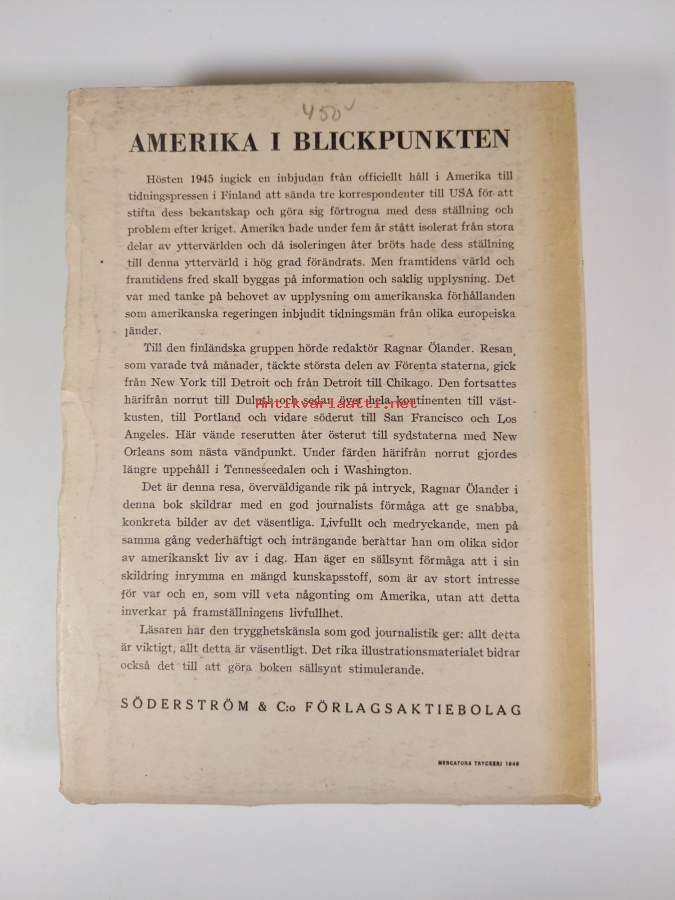 450
AMERIKA I BLICKPUNKTEN
Hösten 1945 ingick en inbjudan från officiellt håll i Amerika till
tidningspressen i Finland att sända tre korrespondenter till USA för att
stifta dess bekantskap och göra sig förtrogna med dess ställning och
problem efter kriget. Amerika hade under fem år stått isolerat från stora
delar av yttervärlden och då isoleringen åter bröts hade dess ställning
till denna yttervärld i hög grad förändrats. Men framtidens värld och
framtidens fred skall byggas på information och saklig upplysning. Det
var med tanke på behovet av upplysning om amerikanska förhållanden
som amerikanska regeringen inbjudit tidningsmän från olika europeiska
länder.
Till den finländska gruppen hörde redaktör Ragnar Ölander. Resan,
som varade två månader, täckte största delen av Förenta staterna, gick
från New York till Detroit och från Detroit till Chikago. Den fortsattes
härifrån norrut till Duluth och sedan över hela kontinenten till väst-
Antikvariaatti.net
kusten, till Portland och vidare söderut till San Francisco och Los
Angeles. Här vände reserutten åter österut till sydstaterna med New
Orleans som nästa vändpunkt. Under färden härifrån norrut gjordes
längre uppehåll i Tennesseedalen och i Washington.
Det är denna resa, överväldigande rik på intryck, Ragnar Ölander i
denna bok skildrar med en god journalists förmåga att ge snabba,
konkreta bilder av det väsentliga. Livfullt och medryckande, men på
samma gång vederhäftigt och inträngande berättar han om olika sidor
av amerikanskt liv av i dag. Han äger en sällsynt förmåga att i sin
skildring inrymma en mängd kunskapsstoff, som är av stort intresse
för var och en, som vill veta någonting om Amerika, utan att detta
inverkar på framställningens livfullhet.
Läsaren har den trygghetskänsla som god journalistik ger: allt detta
är viktigt, allt detta är väsentligt. Det rika illustrationsmaterialet bidrar
också det till att göra boken sällsynt stimulerande.
SÖDERSTRÖM & C:o FÖRLAGSAKTIEBOLAG
MERCATORS TRYCKERI 1946